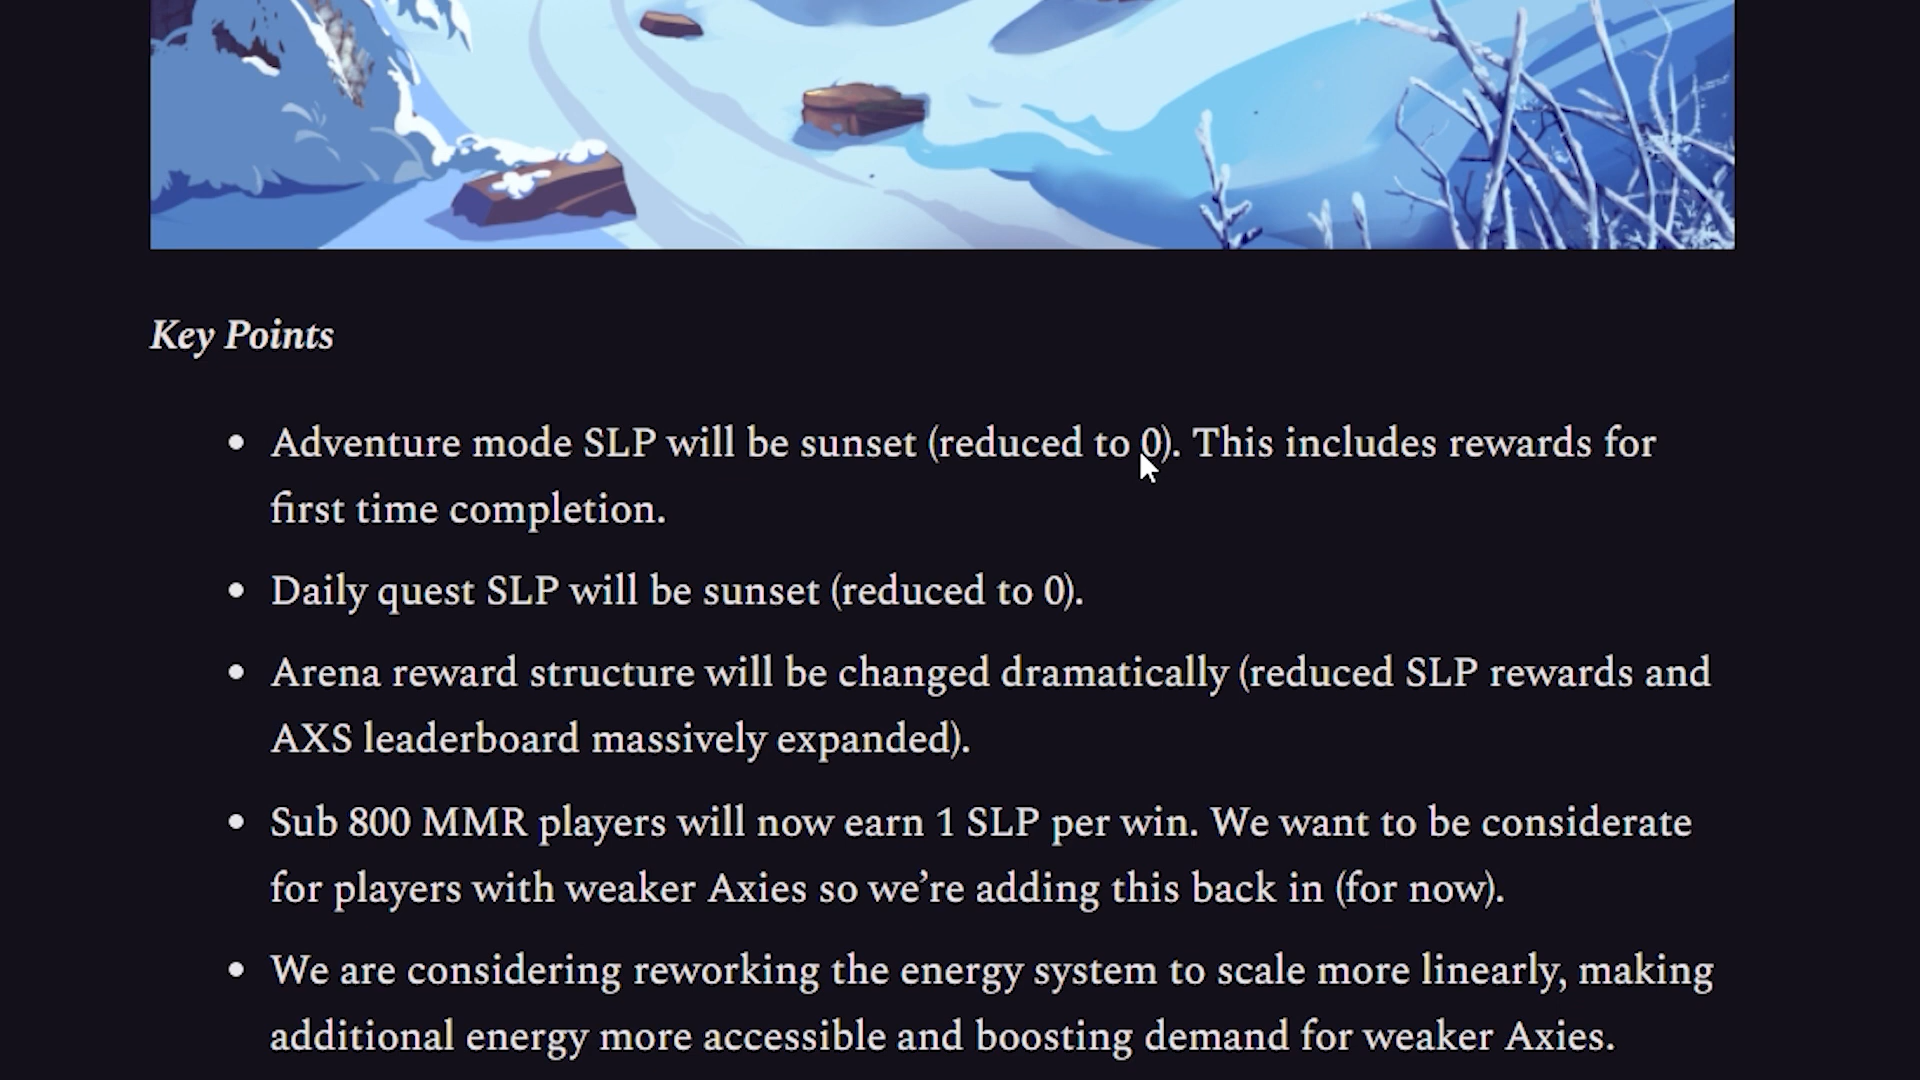 Key Points
• Adventure mode SLP will be sunset (reduced to 0). This includes rewards for
first time completion.
• Daily quest SLP will be sunset (reduced to 0).
• Arena reward structure will be changed dramatically (reduced SLP rewards and
AXS leaderboard massively expanded).
• Sub 800 MMR players will now earn 1 SLP per win. We want to be considerate
for players with weaker Axies so we’re adding this back in (for now).
• We are considering reworking the energy system to scale more linearly, making
additional energy more accessible and boosting demand for weaker Axies.